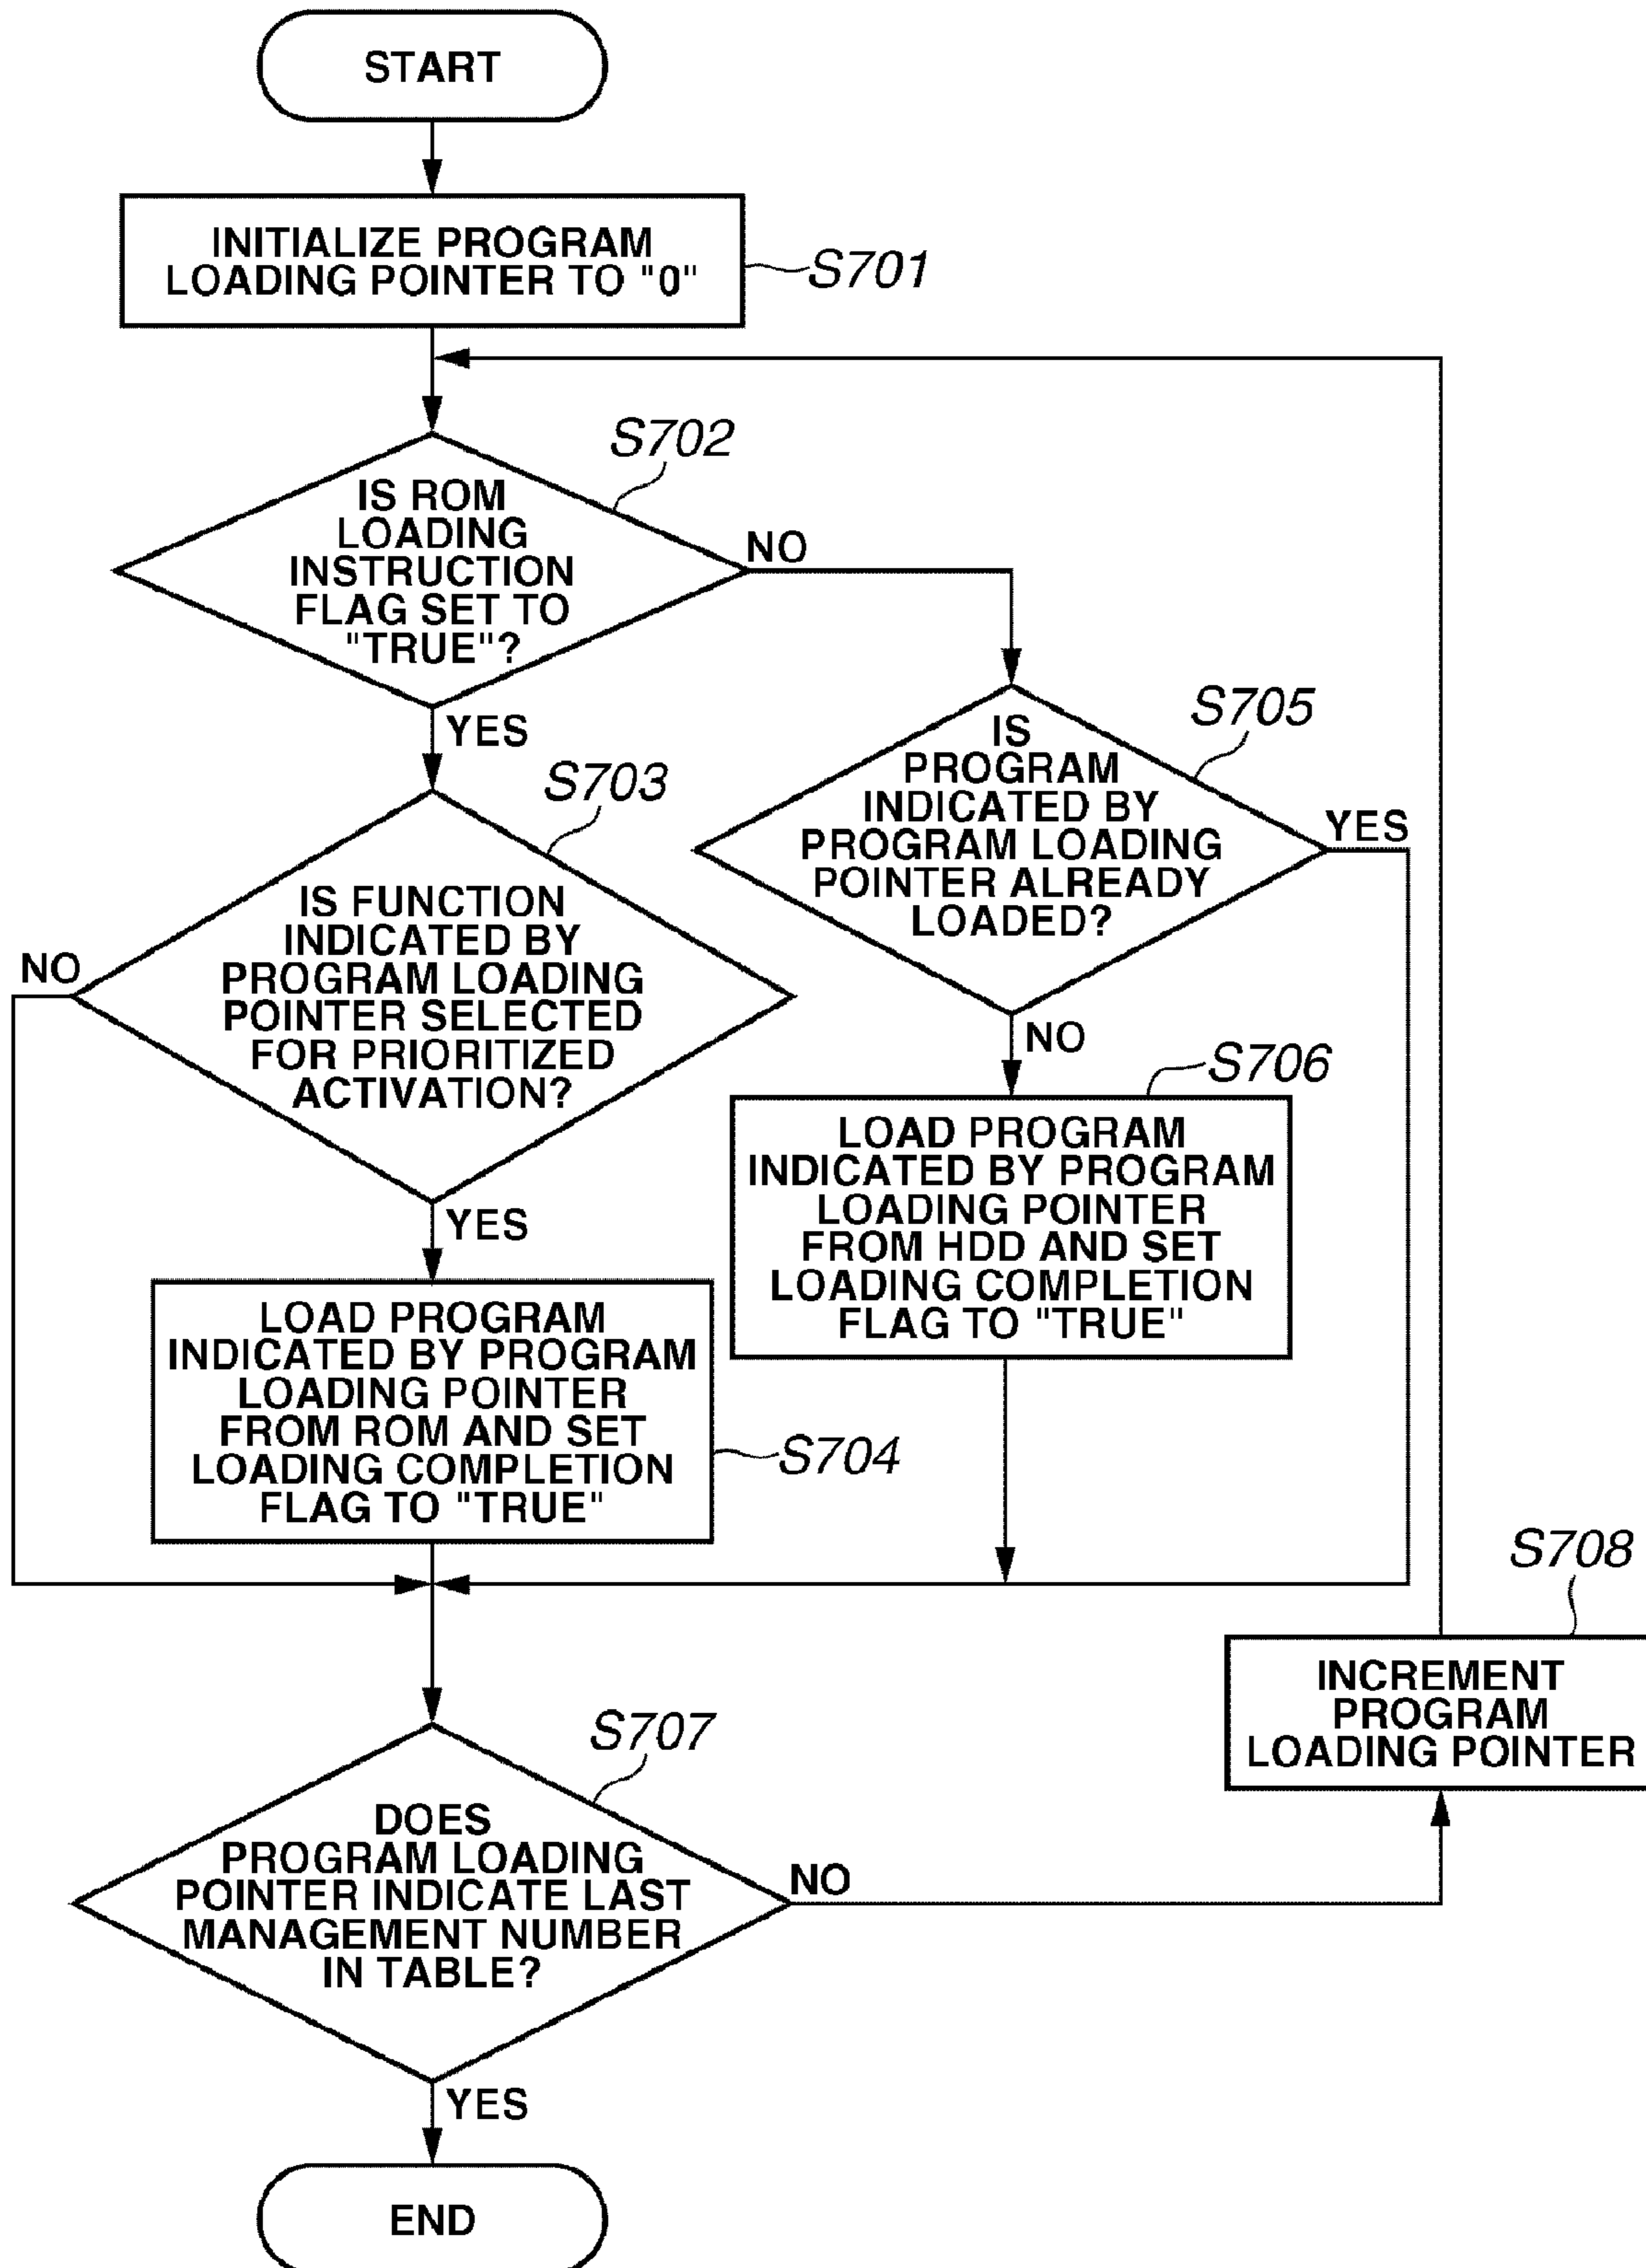 START
INITIALIZE PROGRAM
LOADING POINTER TO "0"
S701
S702
IS ROM
LOADING
INSTRUCTION
FLAG SET TO
"TRUE"?
NO
YES
S703
IS FUNCTION
INDICATED BY
PROGRAM LOADING
POINTER SELECTED
FOR PRIORITIZED
ACTIVATION?
NO
YES
LOAD PROGRAM
INDICATED BY PROGRAM
LOADING POINTER
FROM ROM AND SET
LOADING COMPLETION
FLAG TO "TRUE"
S704
S705
IS
PROGRAM
INDICATED BY
PROGRAM LOADING
POINTER ALREADY
LOADED?
YES
NO
S706
LOAD PROGRAM
INDICATED BY PROGRAM
LOADING POINTER
FROM HDD AND SET
LOADING COMPLETION
FLAG TO "TRUE"
S707
DOES
PROGRAM LOADING
POINTER INDICATE LAST
MANAGEMENT NUMBER
IN TABLE?
NO
YES
S708
INCREMENT
PROGRAM
LOADING POINTER
END